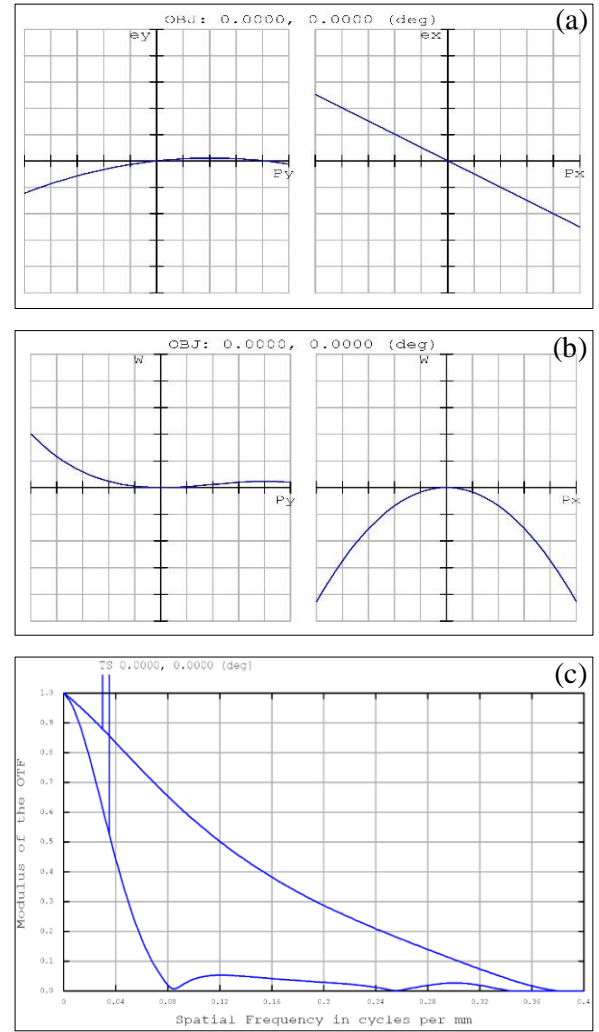 OBJ: 0.0000, 0.0000 (deg)
(a)
ey
ex
Py
Px
OBJ: 0.0000, 0.0000 (deg)
(b)
W
W
Py
Px
TS 0.0000, 0.0000 (deg)
(c)
1.0
0.9
0.8
0.7
0.6
0.5
0.4
0.3
0.2
0.1
0.0
Modulus of the OTF
0 0.04 0.08 0.12 0.16 0.2 0.24 0.28 0.32 0.36 0.4
Spatial Frequency in cycles per mm